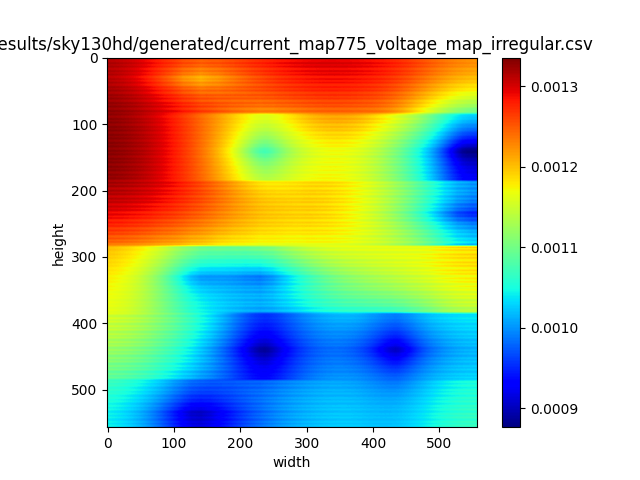 esults/sky130hd/generated/current_map775_voltage_map_irregular.csv
0
100
200
300
400
500
height
0 100 200 300 400 500
width
0.0013
0.0012
0.0011
0.0010
0.0009